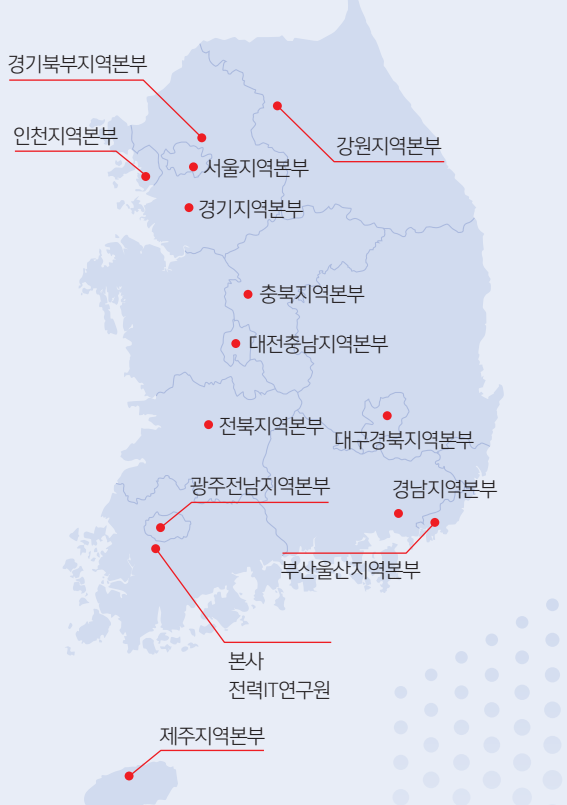 경기북부지역본부
인천지역본부
강원지역본부
서울지역본부
경기지역본부
충북지역본부
대전충남지역본부
전북지역본부
대구경북지역본부
광주전남지역본부
경남지역본부
부산울산지역본부
본사
전력IT연구원
제주지역본부